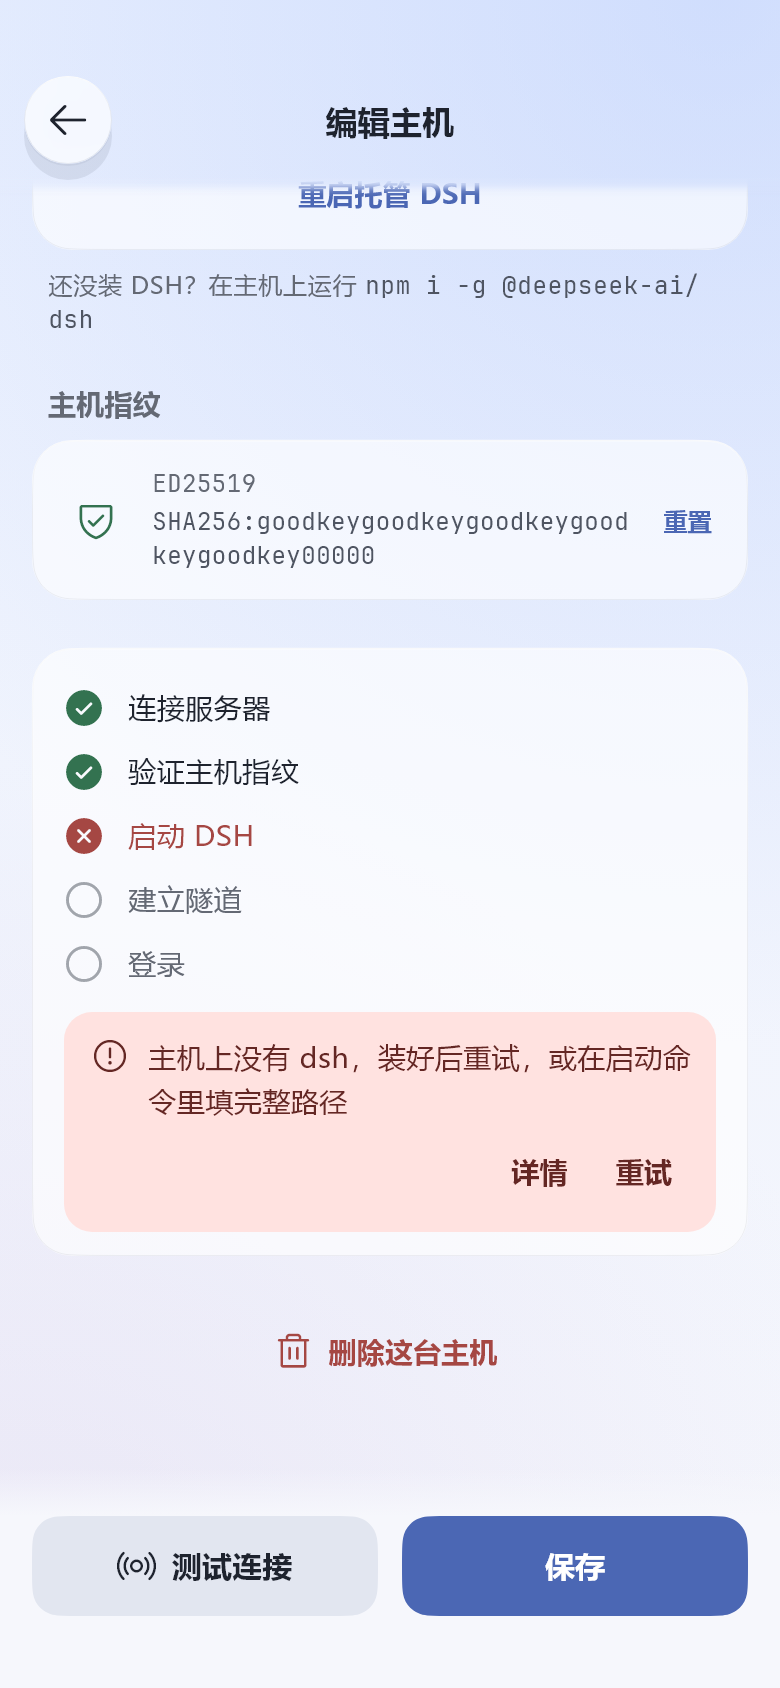 编辑主机
重启托管 DSH
还没装 DSH？在主机上运行 npm i -g @deepseek-ai/
dsh
主机指纹
ED25519
SHA256:goodkeygoodkeygoodkeygood
keygoodkey00000
重置
连接服务器
验证主机指纹
启动 DSH
建立隧道
登录
主机上没有 dsh，装好后重试，或在启动命
令里填完整路径
详情 重试
删除这台主机
测试连接 保存